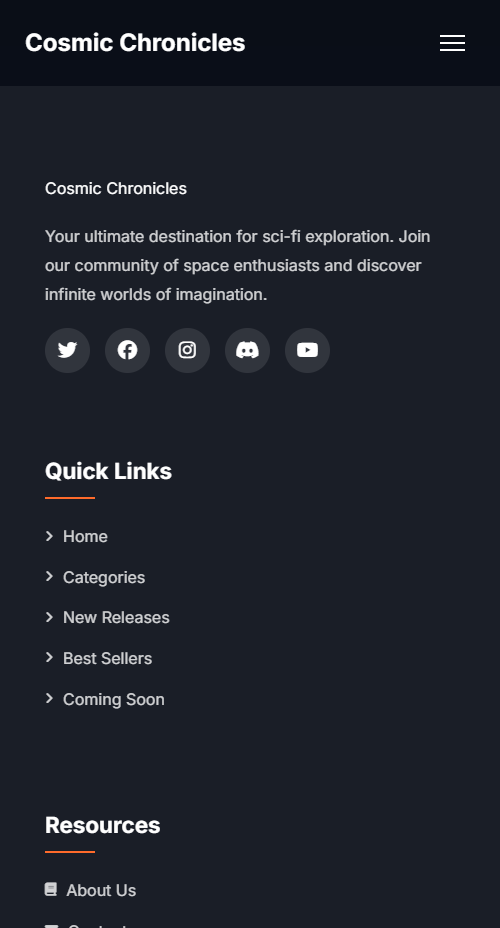 Cosmic Chronicles
Cosmic Chronicles
Your ultimate destination for sci-fi exploration. Join
our community of space enthusiasts and discover
infinite worlds of imagination.
Quick Links
Home
Categories
New Releases
Best Sellers
Coming Soon
Resources
About Us